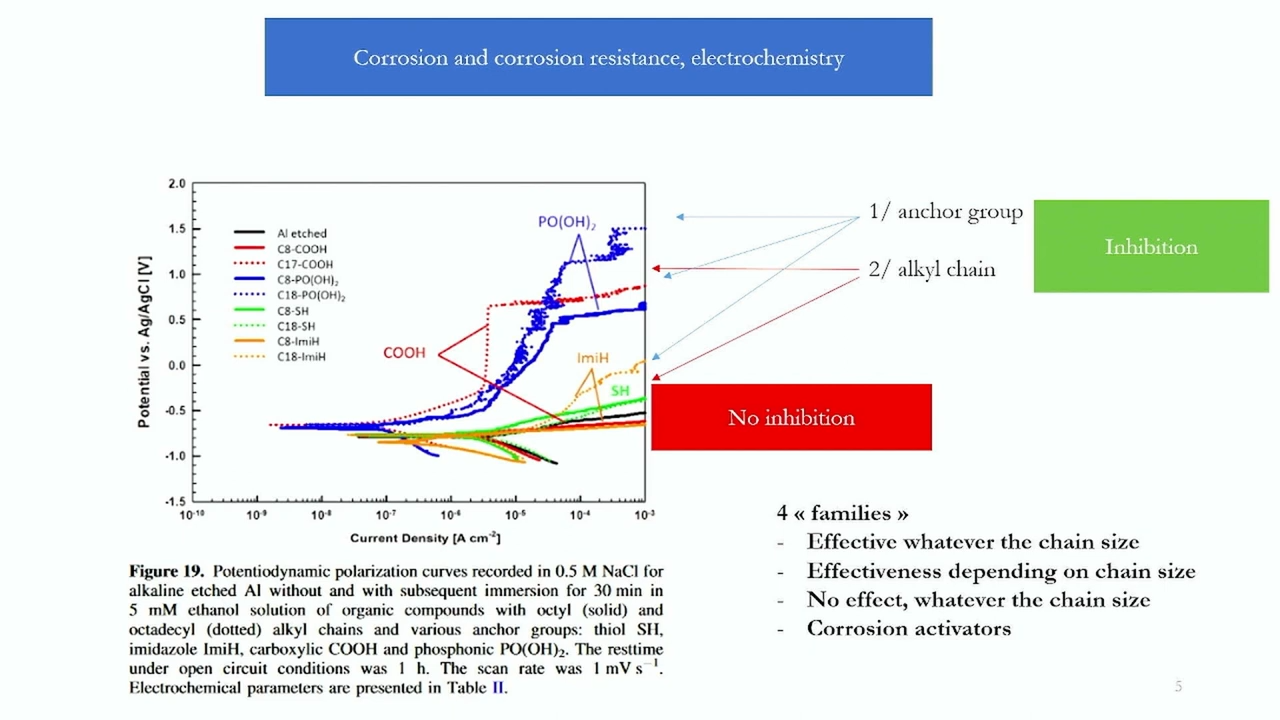 Corrosion and corrosion resistance, electrochemistry
2.0
1.5
1.0
0.5
0.0
-0.5
-1.0
-1.5
Potential vs. Ag/AgCl [V]
Al etched
C8-COOH
C17-COOH
C8-PO(OH)₂
C18-PO(OH)₂
C8-SH
C18-SH
C8-ImiH
C18-ImiH
PO(OH)₂
COOH
ImiH
SH
10⁻¹⁰ 10⁻⁹ 10⁻⁸ 10⁻⁷ 10⁻⁶ 10⁻⁵ 10⁻⁴ 10⁻³
Current Density [A cm⁻²]
1/ anchor group
2/ alkyl chain
Inhibition
No inhibition
Figure 19. Potentiodynamic polarization curves recorded in 0.5 M NaCl for
alkaline etched Al without and with subsequent immersion for 30 min in
5 mM ethanol solution of organic compounds with octyl (solid) and
octadecyl (dotted) alkyl chains and various anchor groups: thiol SH,
imidazole ImiH, carboxylic COOH and phosphonic PO(OH)₂. The resttime
under open circuit conditions was 1 h. The scan rate was 1 mV s⁻¹.
Electrochemical parameters are presented in Table II.
4 « families »
- Effective whatever the chain size
- Effectiveness depending on chain size
- No effect, whatever the chain size
- Corrosion activators
5